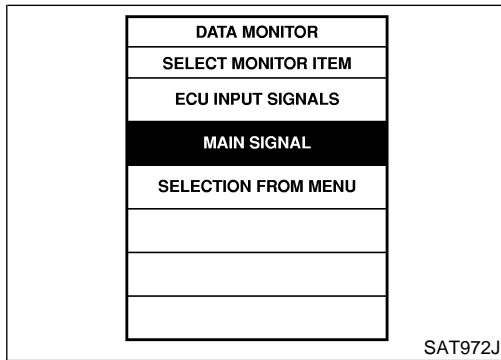 DATA MONITOR
SELECT MONITOR ITEM
ECU INPUT SIGNALS
MAIN SIGNAL
SELECTION FROM MENU
SAT972J